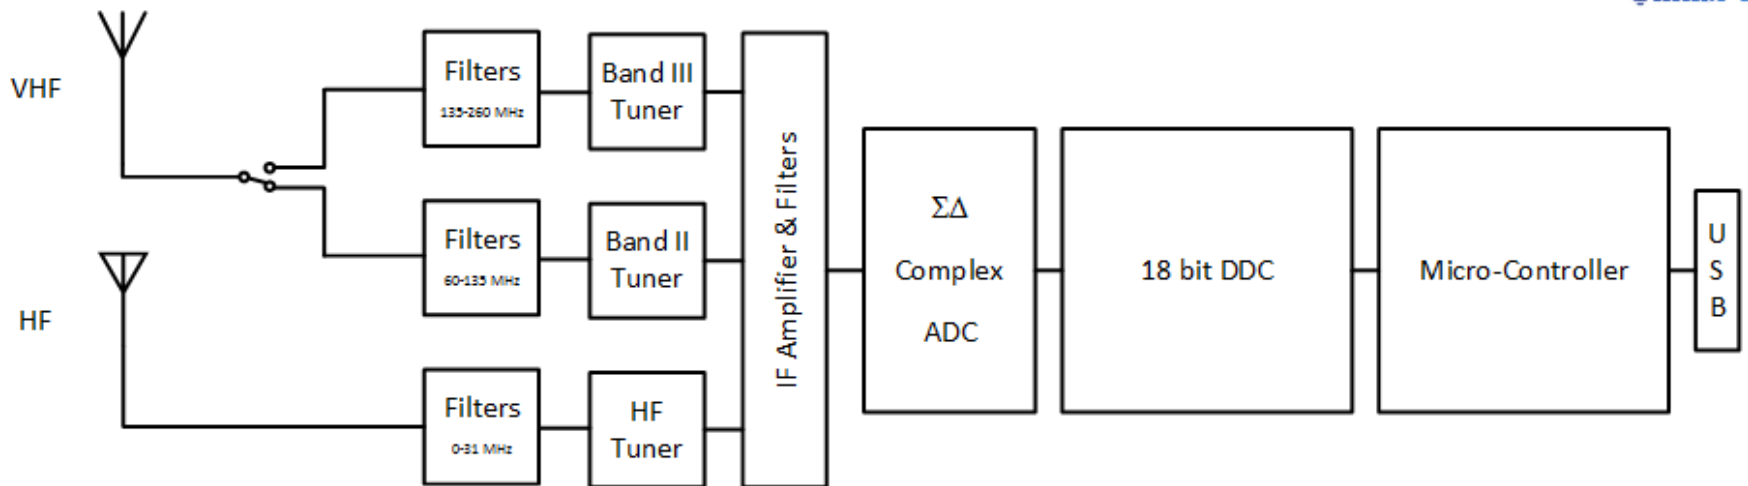 VHF
Filters
135-260 MHz
Band III
Tuner
Filters
60-135 MHz
Band II
Tuner
HF
Filters
0-31 MHz
HF
Tuner
IF Amplifier & Filters
ΣΔ
Complex
ADC
18 bit DDC
Micro-Controller
U
S
B